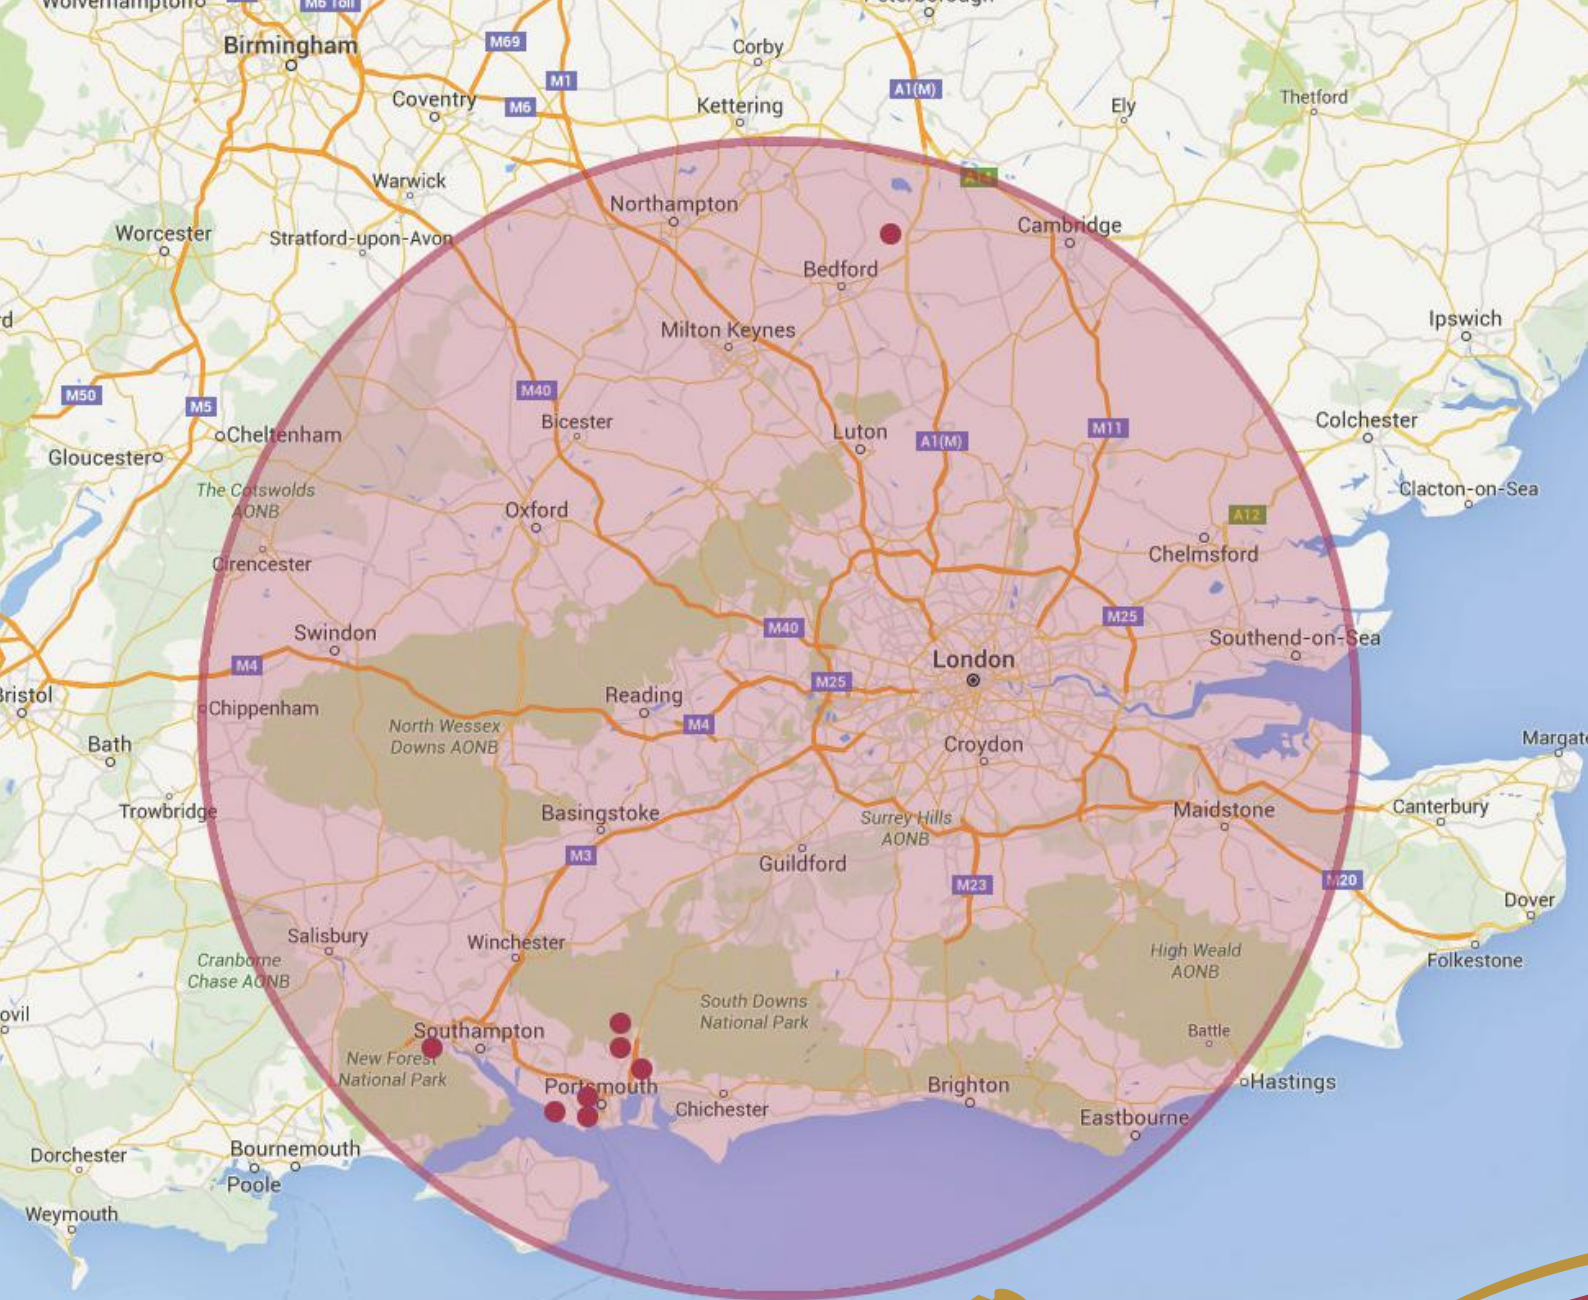 Wolverhampton
M6 Toll
Peterborough
Birmingham
M69
Corby
M1
A1(M)
Coventry
M6
Kettering
Ely
Thetford
Warwick
Northampton
Worcester
Stratford-upon-Avon
Cambridge
Bedford
Milton Keynes
Ipswich
M50
M40
M5
Bicester
Luton
A1(M)
M11
Colchester
Cheltenham
Gloucester
The Cotswolds
AONB
Oxford
Clacton-on-Sea
A12
Chelmsford
Cirencester
M40
M25
Swindon
Southend-on-Sea
M4
London
Bristol
Chippenham
Reading
M25
M4
North Wessex
Downs AONB
Bath
Croydon
Margate
Trowbridge
Basingstoke
Surrey Hills
AONB
Maidstone
Canterbury
M3
Guildford
M23
M20
Dover
Salisbury
Winchester
Cranborne
Chase AONB
High Weald
AONB
Folkestone
ovil
South Downs
National Park
Southampton
Battle
New Forest
National Park
Portsmouth
Chichester
Brighton
Hastings
Eastbourne
Dorchester
Bournemouth
Poole
Weymouth